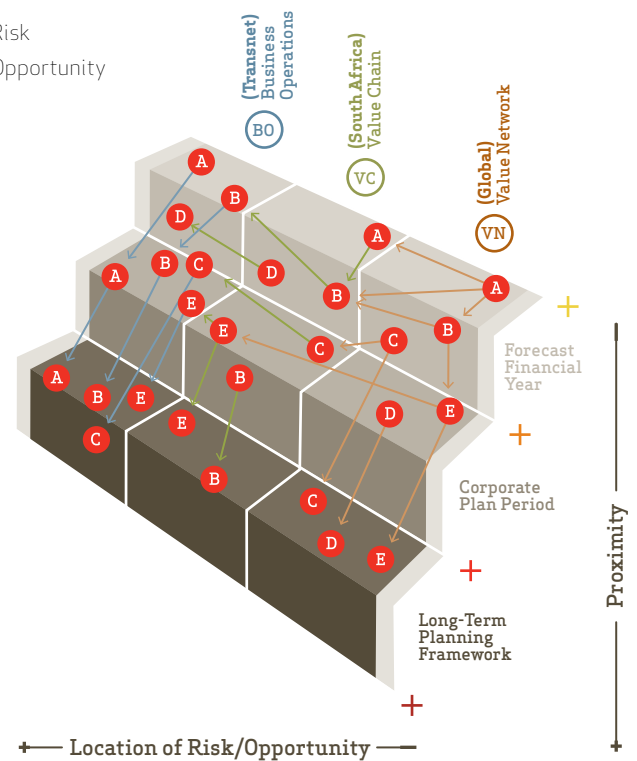 Risk
Opportunity
(Transnet)
Business
Operations
BO
(South Africa)
Value Chain
VC
(Global)
Value Network
VN
A
B
D
A
D
B
A
B
Forecast
Financial
Year
+
A
B
C
E
E
B
C
C
D
E
Corporate
Plan Period
+
A
B
E
C
E
B
C
D
E
+
Long-Term
Planning
Framework
+
Proximity
+
+ Location of Risk/Opportunity −